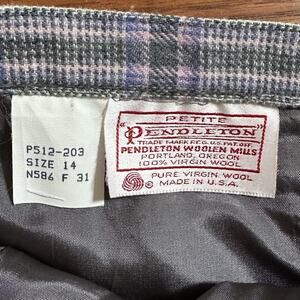 P512-203
SIZE 14
N586 F 31
PETITE
"PENDLETON"
TRADE MARK REG. U.S. PAT. OFF.
PENDLETON WOOLEN MILLS
PORTLAND, OREGON
100% VIRGIN WOOL
PURE VIRGIN WOOL
MADE IN U.S.A.